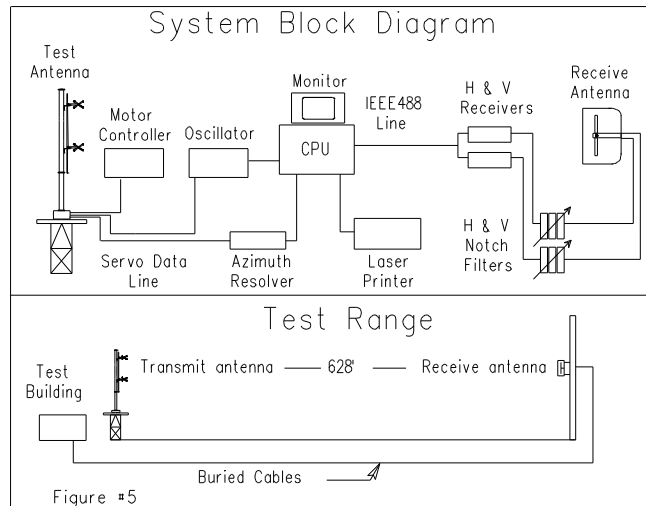 System Block Diagram
Test
Antenna
Motor
Controller
Oscillator
Monitor
CPU
IEEE488
Line
H & V
Receivers
Receive
Antenna
Servo Data
Line
Azimuth
Resolver
Laser
Printer
H & V
Notch
Filters
Test Range
Test
Building
Transmit antenna — 628' — Receive antenna
Buried Cables
Figure #5